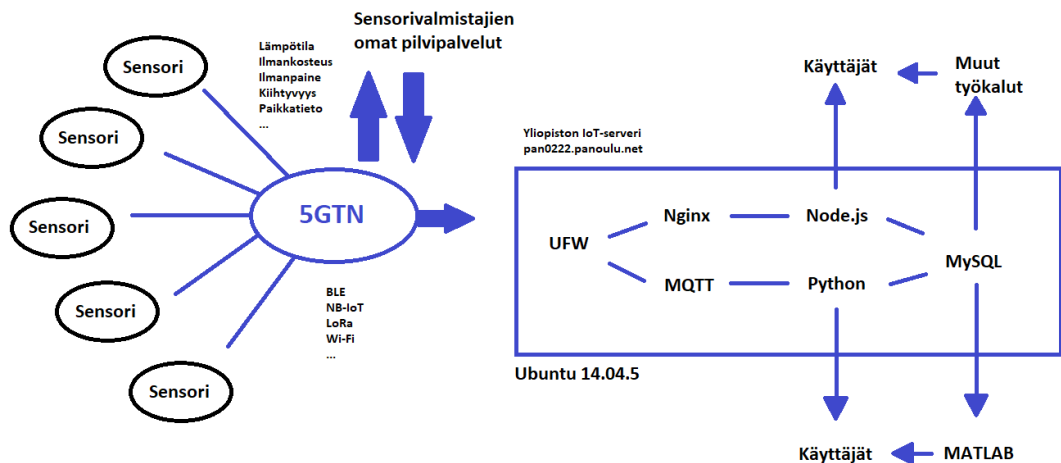 Sensorivalmistajien
omat pilvipalvelut
Lämpötila
Ilmankosteus
Ilmanpaine
Kiihtyvyys
Paikkatieto
...
Sensori
Sensori
Sensori
Sensori
Sensori
5GTN
BLE
NB-IoT
LoRa
Wi-Fi
...
Yliopiston IoT-serveri
pan0222.panoulu.net
Käyttäjät
Muut
työkalut
UFW
Nginx
Node.js
MQTT
Python
MySQL
Ubuntu 14.04.5
Käyttäjät
MATLAB